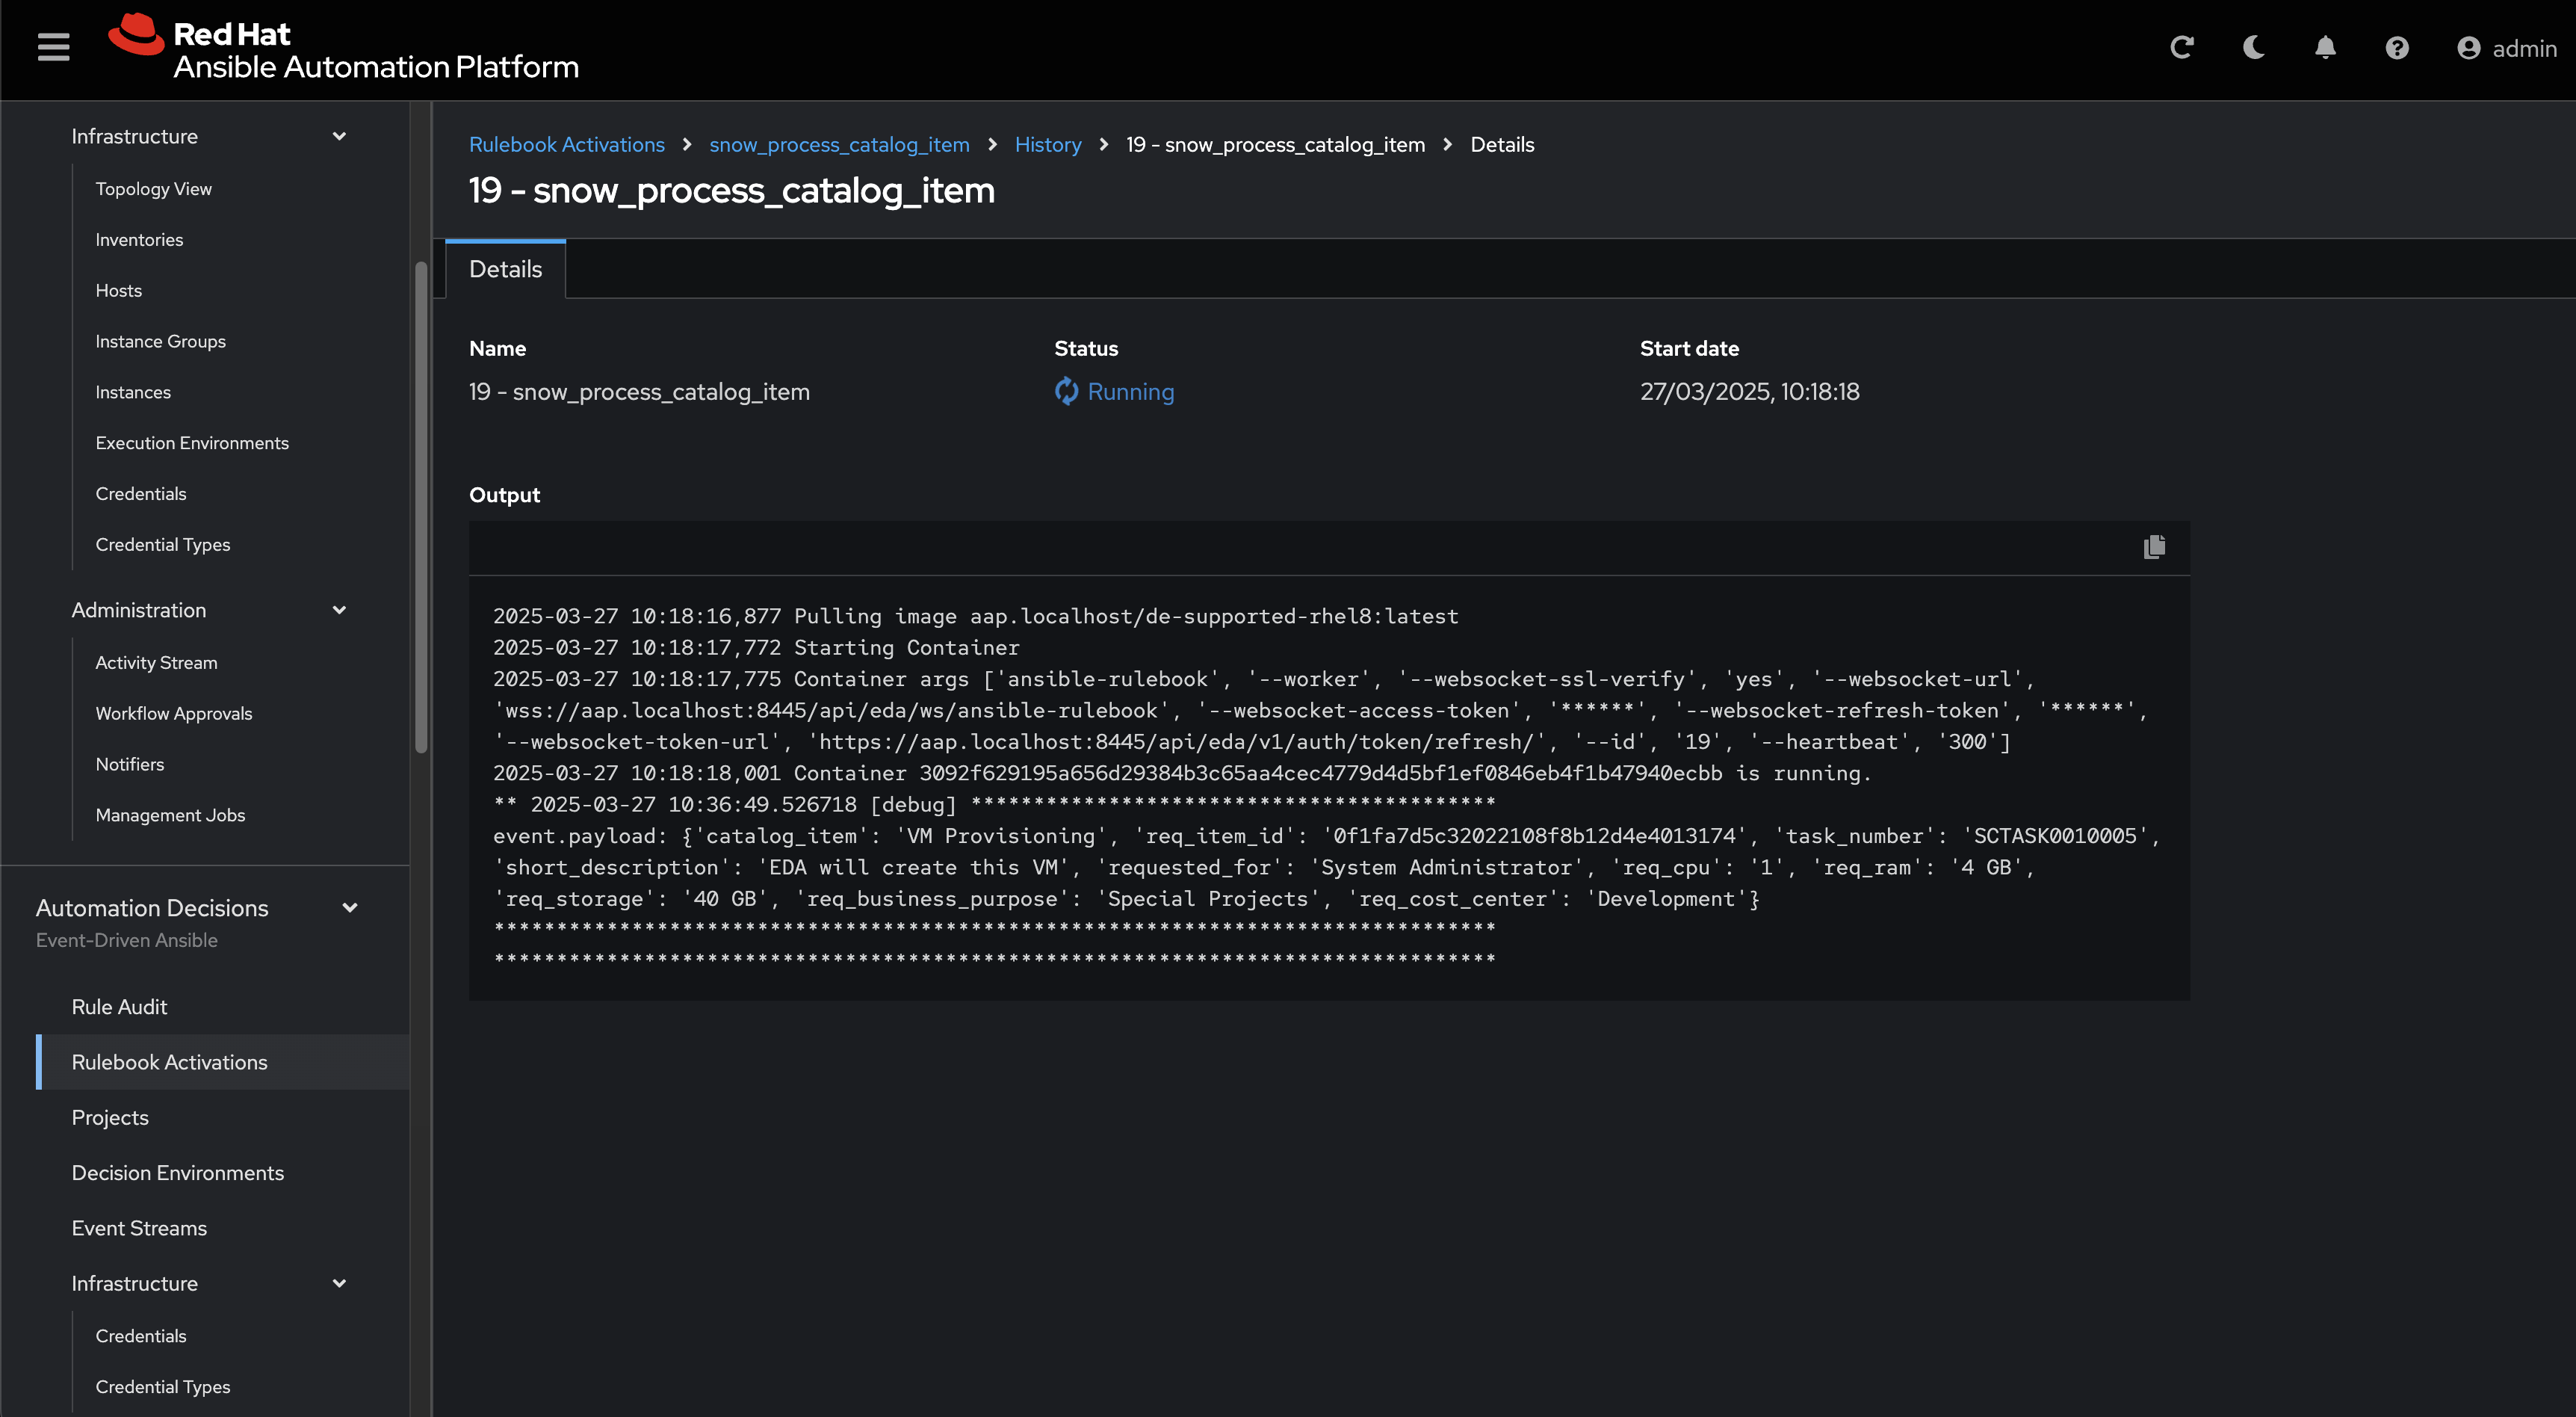 Red Hat
Ansible Automation Platform
admin
Infrastructure
Topology View
Inventories
Hosts
Instance Groups
Instances
Execution Environments
Credentials
Credential Types
Administration
Activity Stream
Workflow Approvals
Notifiers
Management Jobs
Automation Decisions
Event-Driven Ansible
Rule Audit
Rulebook Activations
Projects
Decision Environments
Event Streams
Infrastructure
Credentials
Credential Types
Rulebook Activations > snow_process_catalog_item > History > 19 - snow_process_catalog_item > Details
19 - snow_process_catalog_item
Details
Name
19 - snow_process_catalog_item
Status
Running
Start date
27/03/2025, 10:18:18
Output
2025-03-27 10:18:16,877 Pulling image aap.localhost/de-supported-rhel8:latest
2025-03-27 10:18:17,772 Starting Container
2025-03-27 10:18:17,775 Container args ['ansible-rulebook', '--worker', '--websocket-ssl-verify', 'yes', '--websocket-url',
'wss://aap.localhost:8445/api/eda/ws/ansible-rulebook', '--websocket-access-token', '******', '--websocket-refresh-token', '******',
'--websocket-token-url', 'https://aap.localhost:8445/api/eda/v1/auth/token/refresh/', '--id', '19', '--heartbeat', '300']
2025-03-27 10:18:18,001 Container 3092f629195a656d29384b3c65aa4cec4779d4d5bf1ef0846eb4f1b47940ecbb is running.
** 2025-03-27 10:36:49.526718 [debug] ******************************************
event.payload: {'catalog_item': 'VM Provisioning', 'req_item_id': '0f1fa7d5c32022108f8b12d4e4013174', 'task_number': 'SCTASK0010005',
'short_description': 'EDA will create this VM', 'requested_for': 'System Administrator', 'req_cpu': '1', 'req_ram': '4 GB',
'req_storage': '40 GB', 'req_business_purpose': 'Special Projects', 'req_cost_center': 'Development'}
********************************************************************************
********************************************************************************